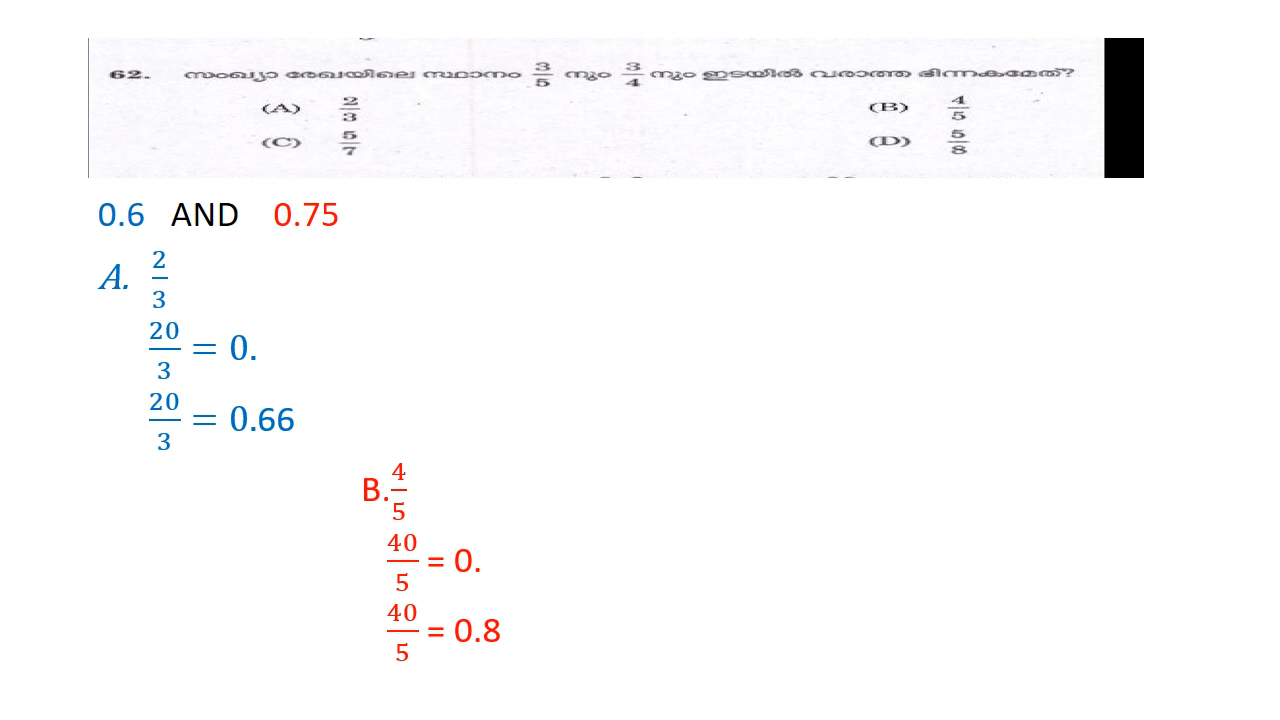 62. സംഖ്യാ രേഖയിലെ സ്ഥാനം 3/5 നും 3/4 നും ഇടയിൽ വരാത്ത ഭിന്നകമേത്?
(A) 2/3 (B) 4/5
(C) 5/7 (D) 5/8
0.6 AND 0.75
A. 2/3
20/3 = 0.
20/3 = 0.66
B. 4/5
40/5 = 0.
40/5 = 0.8